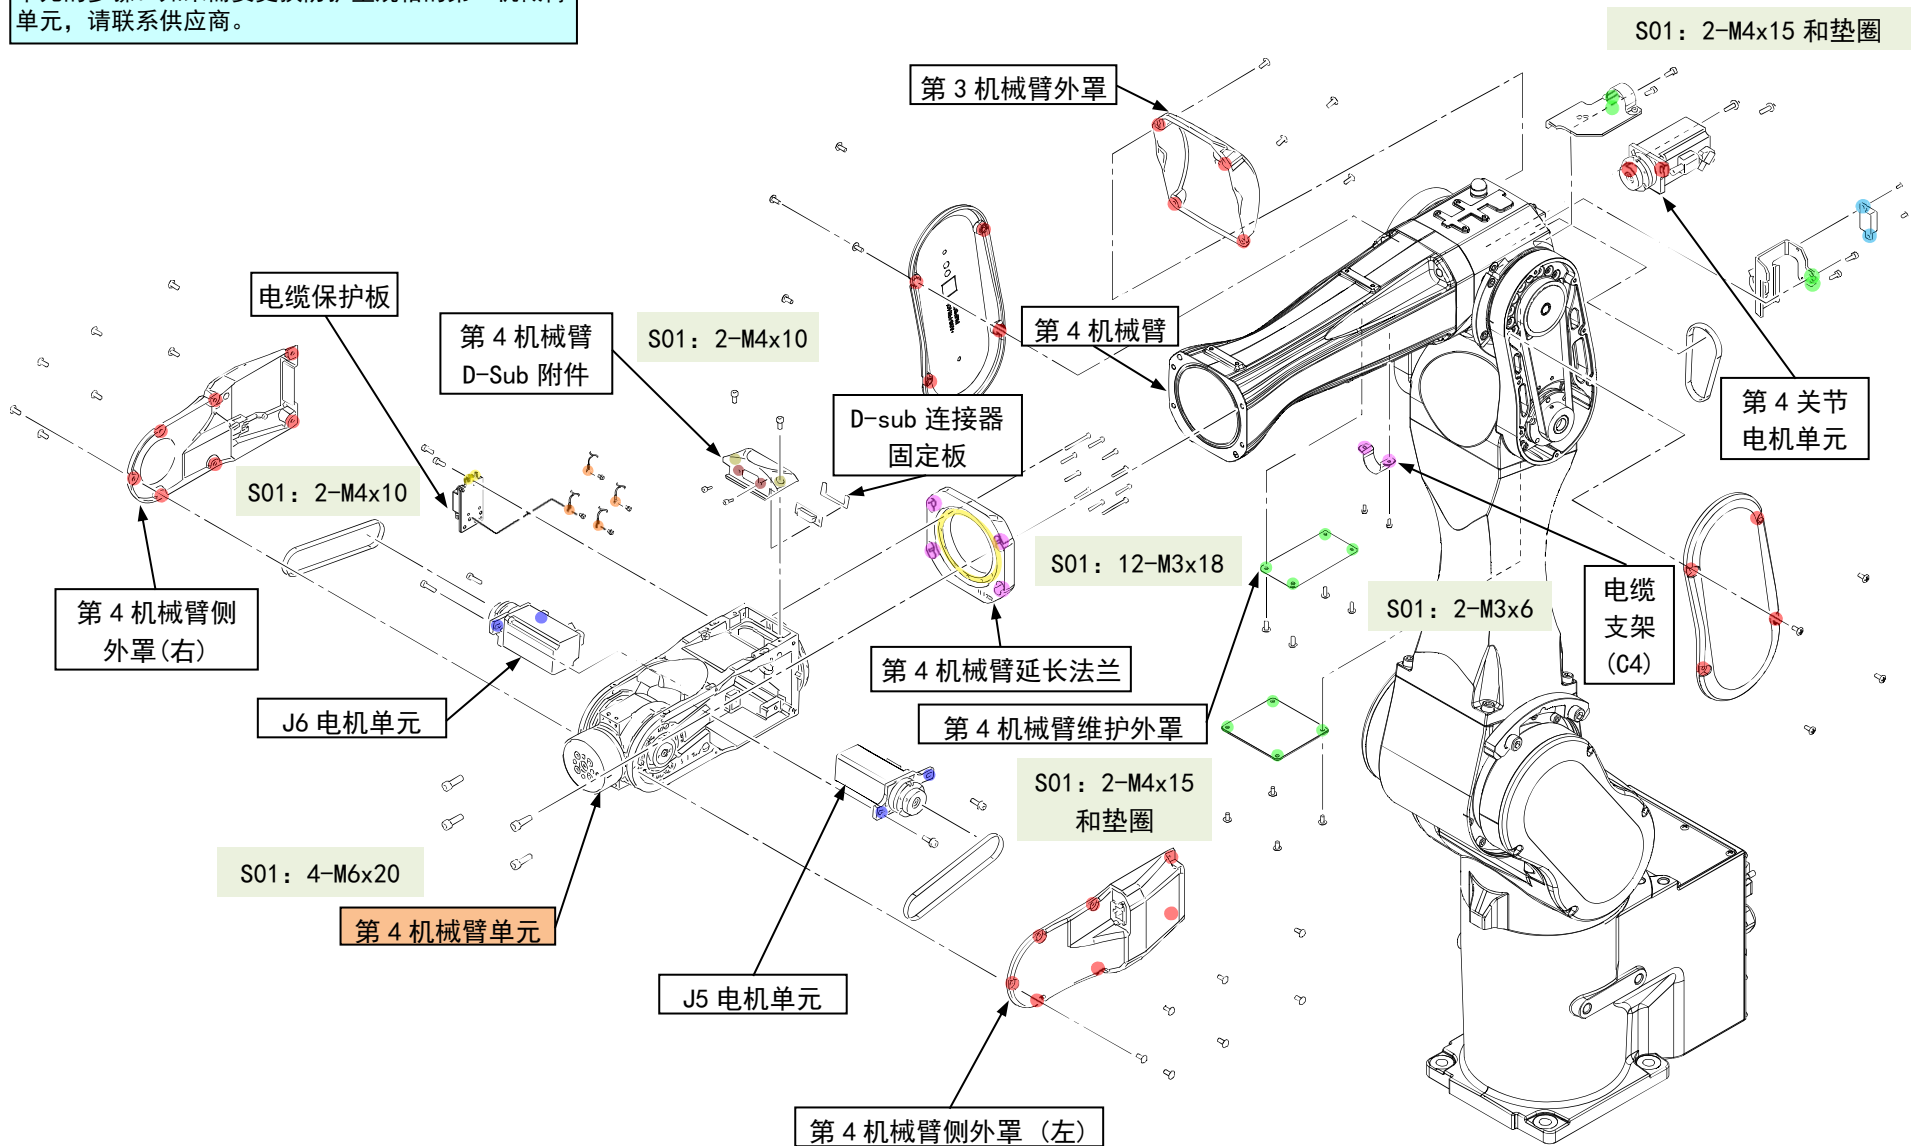 单元，请联系供应商。
S01: 2-M4x15 和垫圈
第 3 机械臂外罩
电缆保护板
第 4 机械臂
D-Sub 附件
S01: 2-M4x10
第 4 机械臂
D-sub 连接器
固定板
第 4 关节
电机单元
S01: 2-M4x10
S01: 12-M3x18
S01: 2-M3x6
电缆
支架
(C4)
第 4 机械臂侧
外罩(右)
第 4 机械臂延长法兰
J6 电机单元
第 4 机械臂维护外罩
S01: 2-M4x15
和垫圈
S01: 4-M6x20
第 4 机械臂单元
J5 电机单元
第 4 机械臂侧外罩 (左)